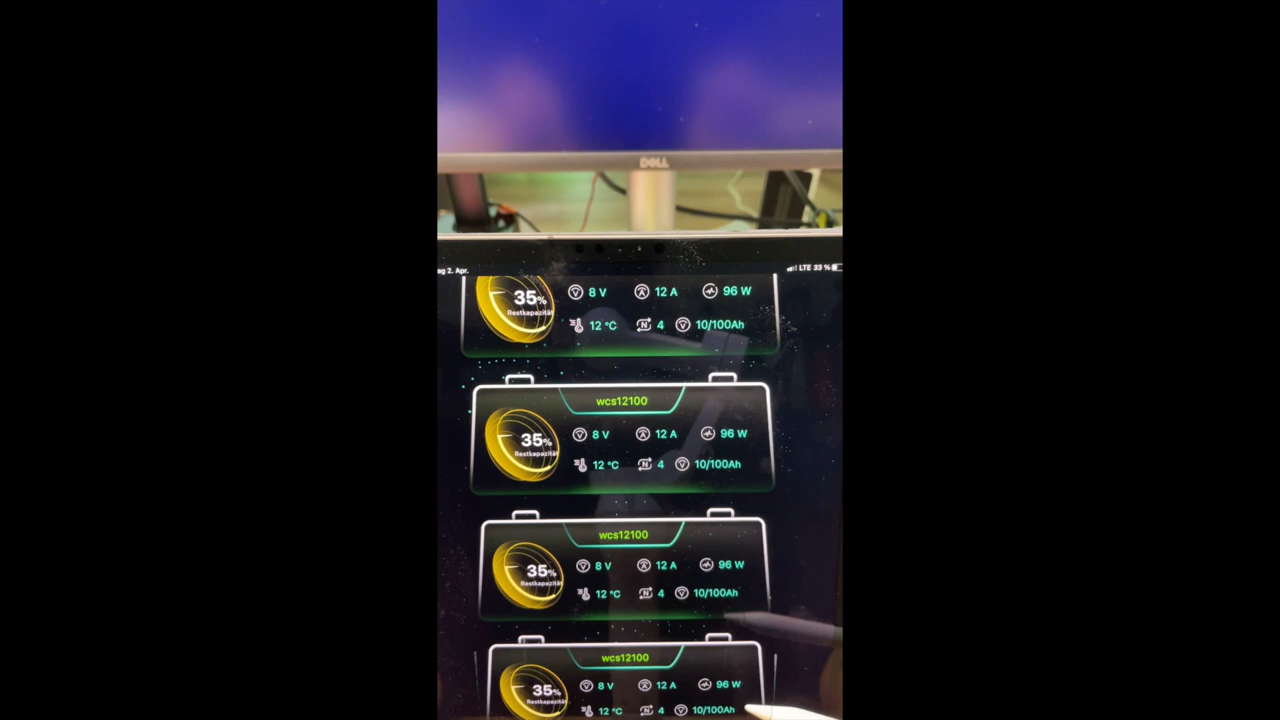 DELL
ag 2. Apr.
LTE 33 %
35%
Restkapazität
8 V
12 A
96 W
12 °C
4
10/100Ah
wcs12100
35%
Restkapazität
8 V
12 A
96 W
12 °C
4
10/100Ah
wcs12100
35%
Restkapazität
8 V
12 A
96 W
12 °C
4
10/100Ah
wcs12100
35%
Restkapazität
8 V
12 A
96 W
12 °C
4
10/100Ah